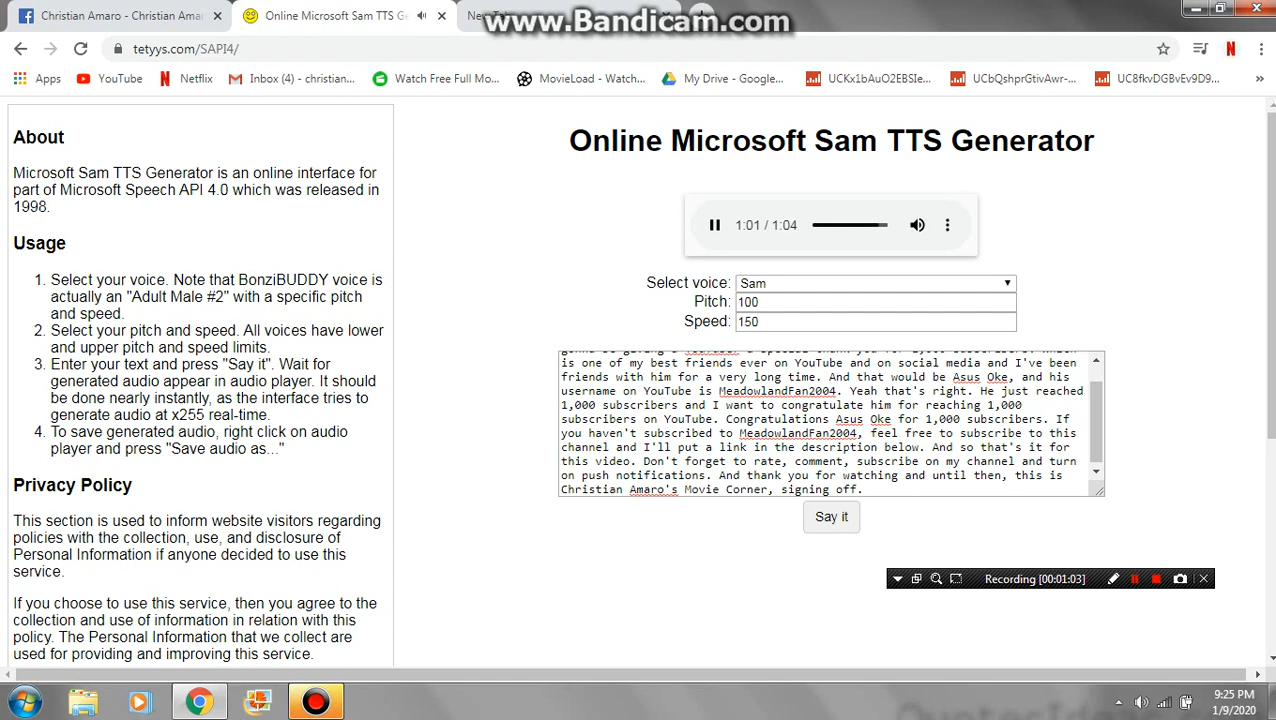 www.Bandicam.com
Christian Amaro - Christian Amar
Online Microsoft Sam TTS Ge
New Tab
tetyys.com/SAPI4/
Apps
YouTube
Netflix
Inbox (4) - christian...
Watch Free Full Mo...
MovieLoad - Watch...
My Drive - Google...
UCKx1bAuO2EBSIe...
UCbQshprGtivAwr-...
UC8fkvDGBvEv9D9...
»
About
Microsoft Sam TTS Generator is an online interface for
part of Microsoft Speech API 4.0 which was released in
1998.
Usage
1. Select your voice. Note that BonziBUDDY voice is
actually an "Adult Male #2" with a specific pitch
and speed.
2. Select your pitch and speed. All voices have lower
and upper pitch and speed limits.
3. Enter your text and press "Say it". Wait for
generated audio appear in audio player. It should
be done nearly instantly, as the interface tries to
generate audio at x255 real-time.
4. To save generated audio, right click on audio
player and press "Save audio as..."
Privacy Policy
This section is used to inform website visitors regarding
policies with the collection, use, and disclosure of
Personal Information if anyone decided to use this
service.
If you choose to use this service, then you agree to the
collection and use of information in relation with this
policy. The Personal Information that we collect are
used for providing and improving this service.
Online Microsoft Sam TTS Generator
1:01 / 1:04
Select voice: Sam
Pitch: 100
Speed: 150
is one of my best friends ever on YouTube and on social media and I've been
friends with him for a very long time. And that would be Asus Oke, and his
username on YouTube is MeadowlandFan2004. Yeah that's right. He just reached
1,000 subscribers and I want to congratulate him for reaching 1,000
subscribers on YouTube. Congratulations Asus Oke for 1,000 subscribers. If
you haven't subscribed to MeadowlandFan2004, feel free to subscribe to this
channel and I'll put a link in the description below. And so that's it for
this video. Don't forget to rate, comment, subscribe on my channel and turn
on push notifications. And thank you for watching and until then, this is
Christian Amaro's Movie Corner, signing off.
Say it
Recording [00:01:03]
9:25 PM
1/9/2020